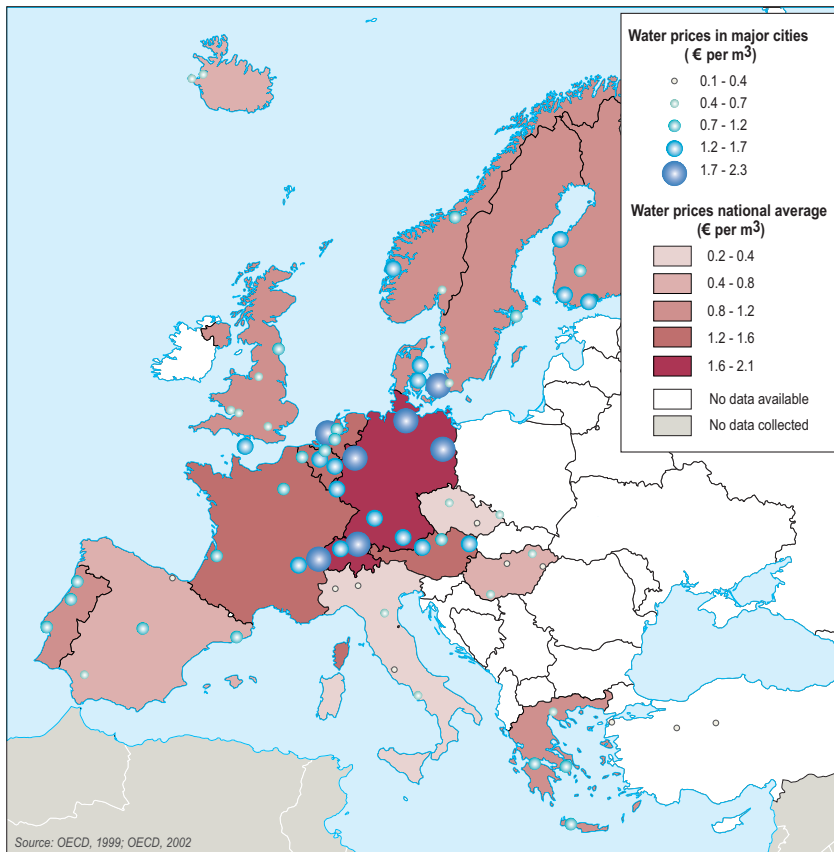 Water prices in major cities
( € per m3)
0.1 - 0.4
0.4 - 0.7
0.7 - 1.2
1.2 - 1.7
1.7 - 2.3
Water prices national average
(€ per m3)
0.2 - 0.4
0.4 - 0.8
0.8 - 1.2
1.2 - 1.6
1.6 - 2.1
No data available
No data collected
Source: OECD, 1999; OECD, 2002